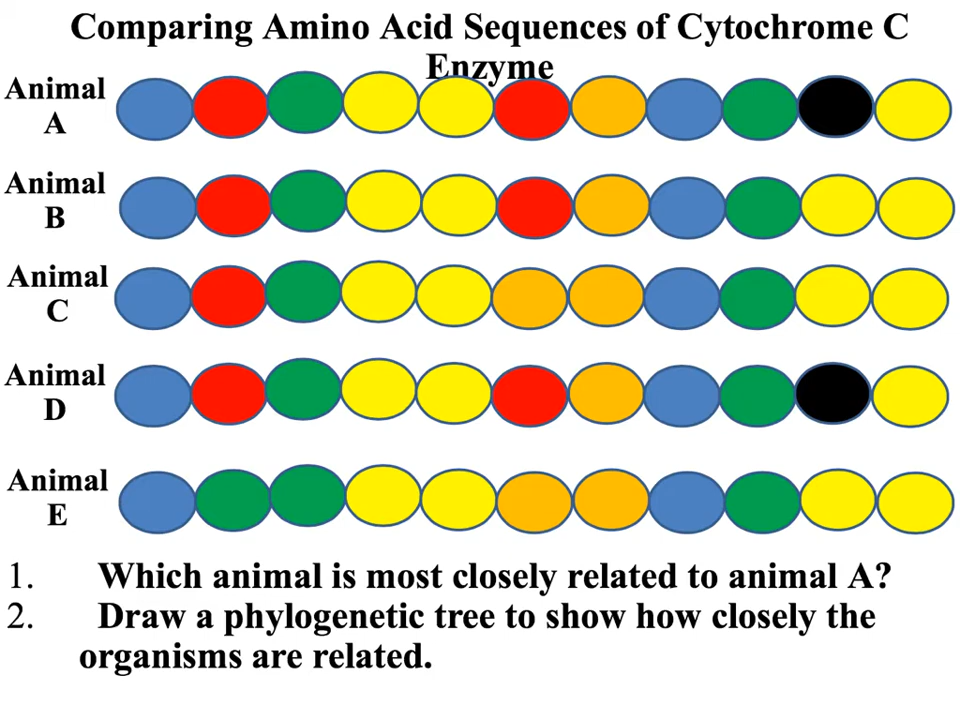 Comparing Amino Acid Sequences of Cytochrome C
Enzyme
Animal
A
Animal
B
Animal
C
Animal
D
Animal
E
1. Which animal is most closely related to animal A?
2. Draw a phylogenetic tree to show how closely the
organisms are related.